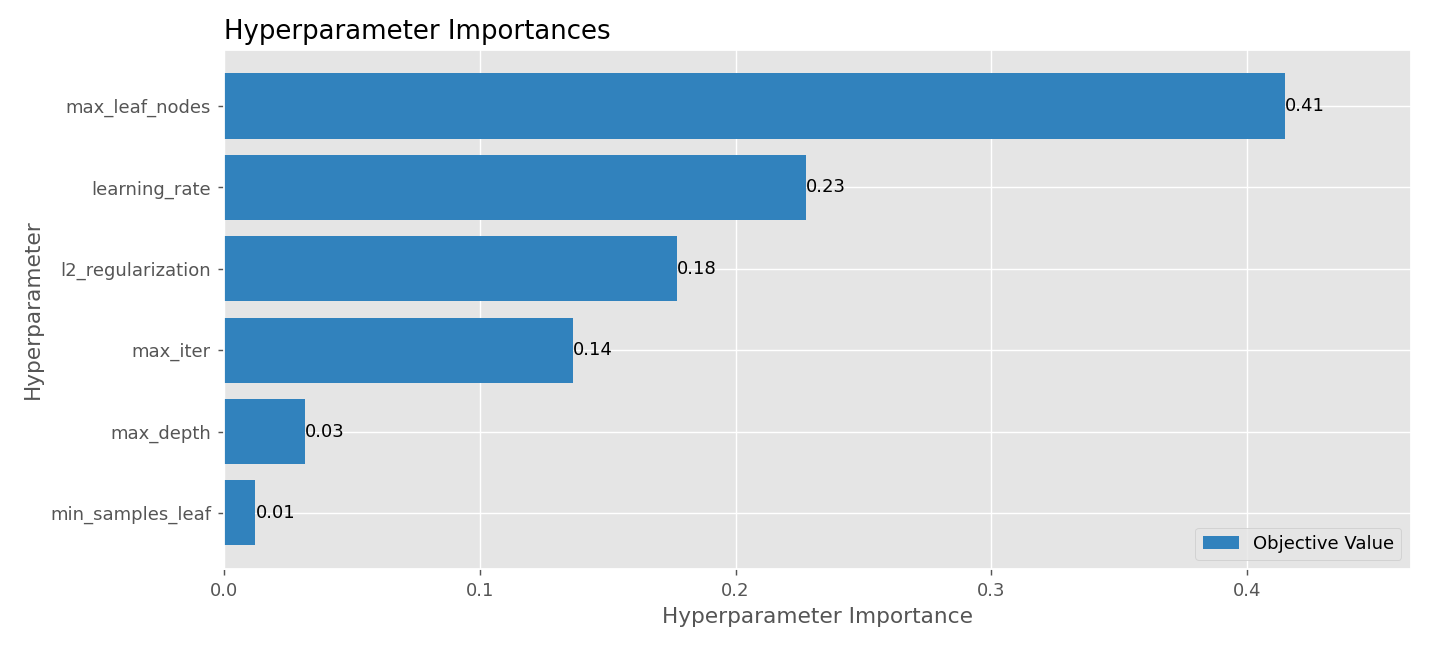 Hyperparameter Importances
max_leaf_nodes
0.41
learning_rate
0.23
l2_regularization
0.18
max_iter
0.14
max_depth
0.03
min_samples_leaf
0.01
Hyperparameter
Objective Value
0.0
0.1
0.2
0.3
0.4
Hyperparameter Importance